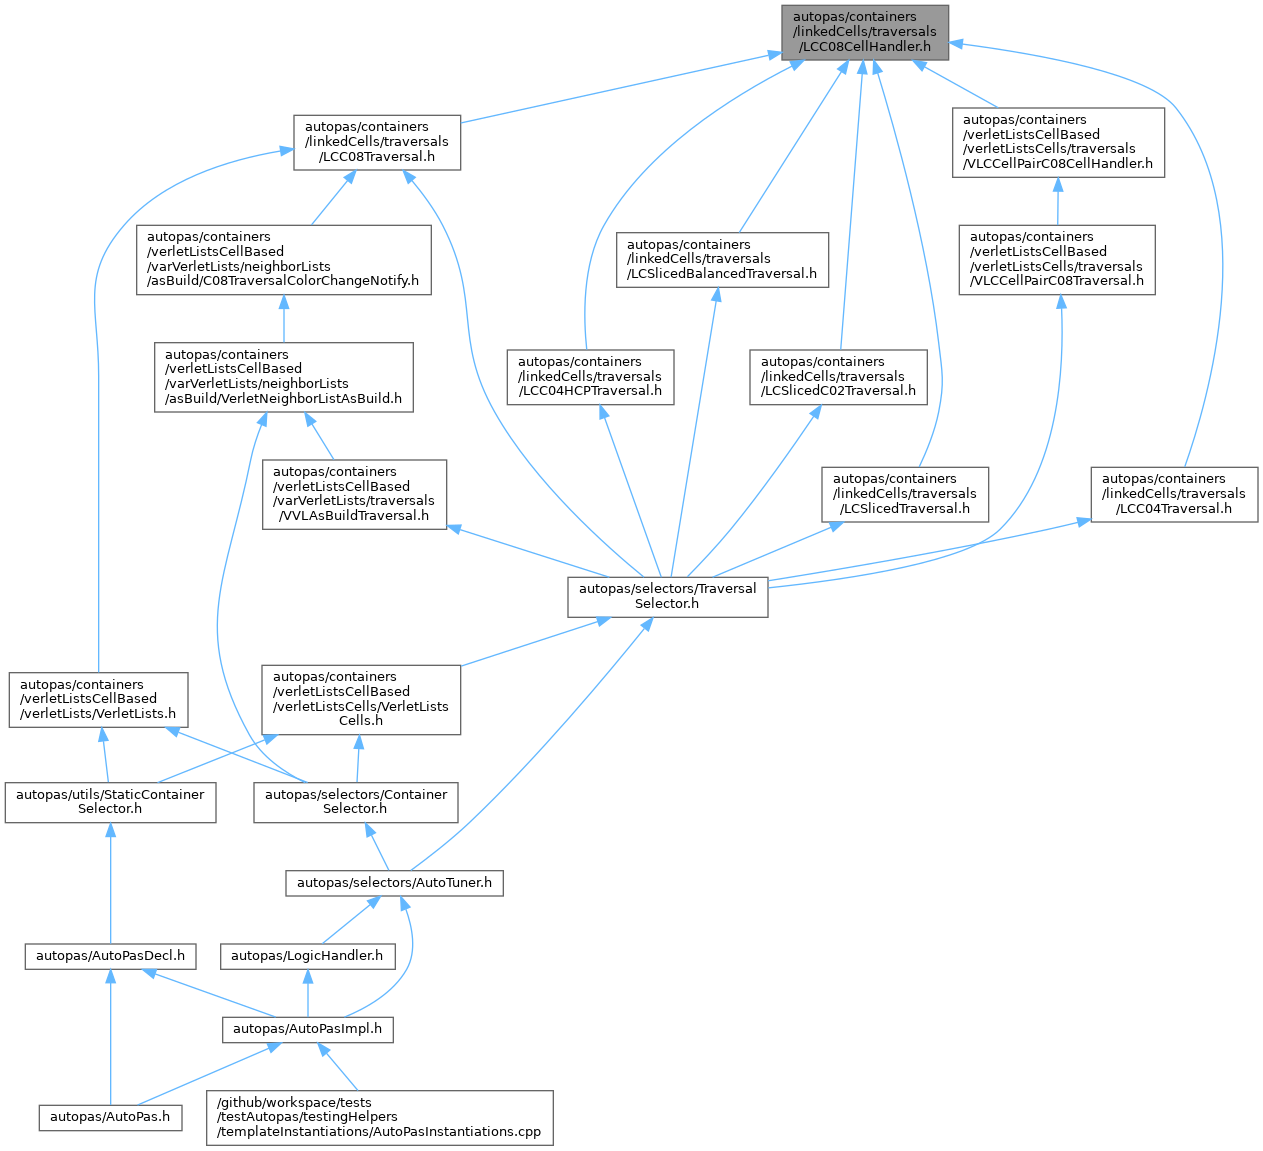 autopas/containers
/linkedCells/traversals
/LCC08CellHandler.h
autopas/containers
/linkedCells/traversals
/LCC08Traversal.h
autopas/containers
/verletListsCellBased
/verletListsCells/traversals
/VLCCellPairC08CellHandler.h
autopas/containers
/verletListsCellBased
/varVerletLists/neighborLists
/asBuild/C08TraversalColorChangeNotify.h
autopas/containers
/linkedCells/traversals
/LCSlicedBalancedTraversal.h
autopas/containers
/verletListsCellBased
/verletListsCells/traversals
/VLCCellPairC08Traversal.h
autopas/containers
/verletListsCellBased
/varVerletLists/neighborLists
/asBuild/VerletNeighborListAsBuild.h
autopas/containers
/linkedCells/traversals
/LCC04HCPTraversal.h
autopas/containers
/linkedCells/traversals
/LCSlicedC02Traversal.h
autopas/containers
/verletListsCellBased
/varVerletLists/traversals
/VVLAsBuildTraversal.h
autopas/containers
/linkedCells/traversals
/LCSlicedTraversal.h
autopas/containers
/linkedCells/traversals
/LCC04Traversal.h
autopas/selectors/Traversal
Selector.h
autopas/containers
/verletListsCellBased
/verletLists/VerletLists.h
autopas/containers
/verletListsCellBased
/verletListsCells/VerletLists
Cells.h
autopas/utils/StaticContainer
Selector.h
autopas/selectors/Container
Selector.h
autopas/selectors/AutoTuner.h
autopas/AutoPasDecl.h
autopas/LogicHandler.h
autopas/AutoPasImpl.h
autopas/AutoPas.h
/github/workspace/tests
/testAutopas/testingHelpers
/templateInstantiations/AutoPasInstantiations.cpp